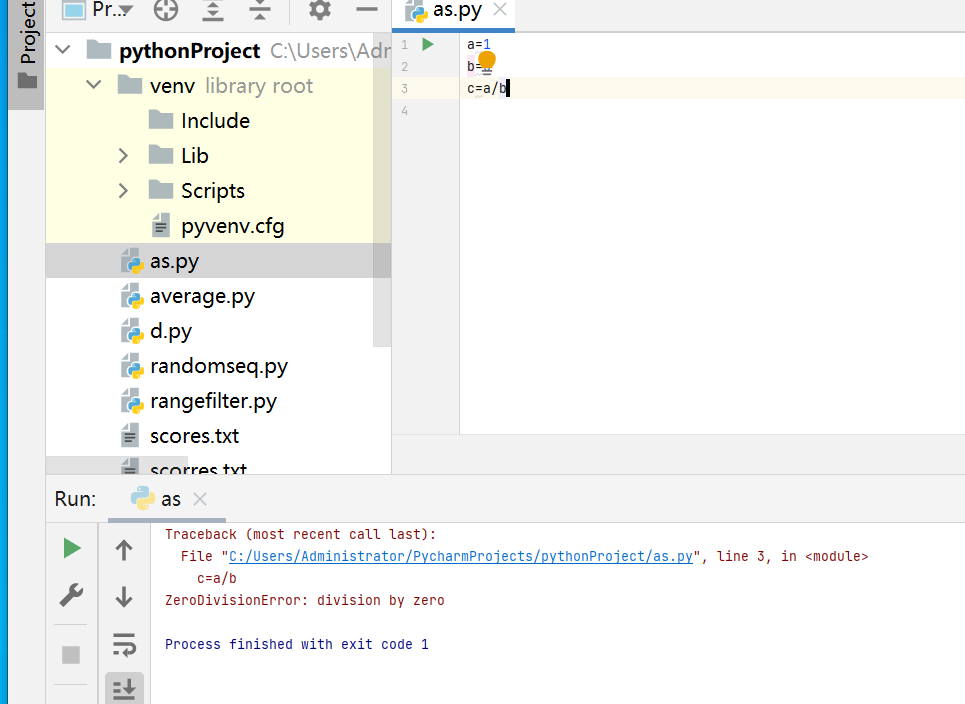 Project
Pr...
pythonProject C:\Users\Adr
venv library root
Include
Lib
Scripts
pyvenv.cfg
as.py
average.py
d.py
randomseq.py
rangefilter.py
scores.txt
scorres.txt
as.py
1 a=1
2 b=
3 c=a/b
4
Run: as
Traceback (most recent call last):
File "C:/Users/Administrator/PycharmProjects/pythonProject/as.py", line 3, in <module>
c=a/b
ZeroDivisionError: division by zero
Process finished with exit code 1